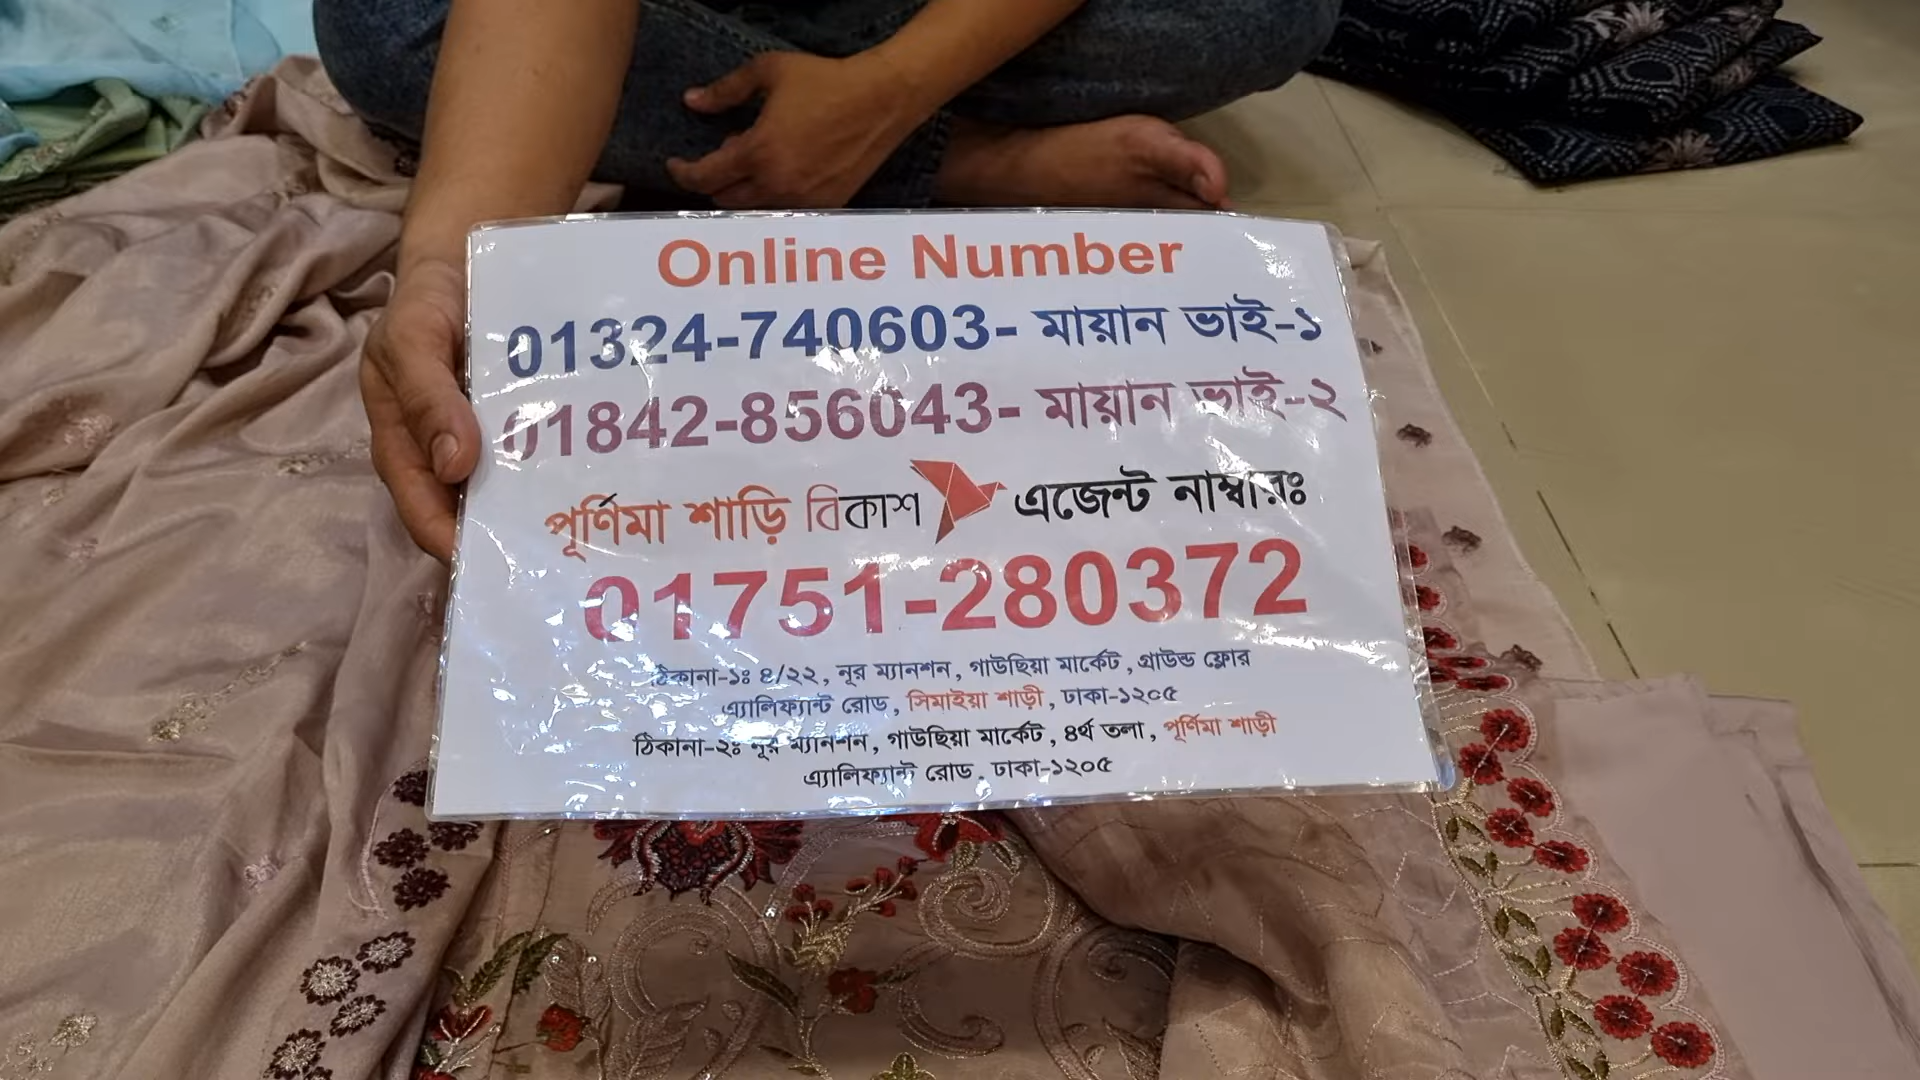 Online Number
01324-740603- মায়ান ভাই-১
01842-856043- মায়ান ভাই-২
পূর্ণিমা শাড়ি বিকাশ এজেন্ট নাম্বারঃ
01751-280372
ঠিকানা-১ঃ ৪/২২, নূর ম্যানশন, গাউছিয়া মার্কেট, গ্রাউন্ড ফ্লোর
এ্যালিফ্যান্ট রোড, সিমাইয়া শাড়ী, ঢাকা-১২০৫
ঠিকানা-২ঃ নূর ম্যানশন, গাউছিয়া মার্কেট, ৪র্থ তলা, পূর্ণিমা শাড়ী
এ্যালিফ্যান্ট রোড, ঢাকা-১২০৫